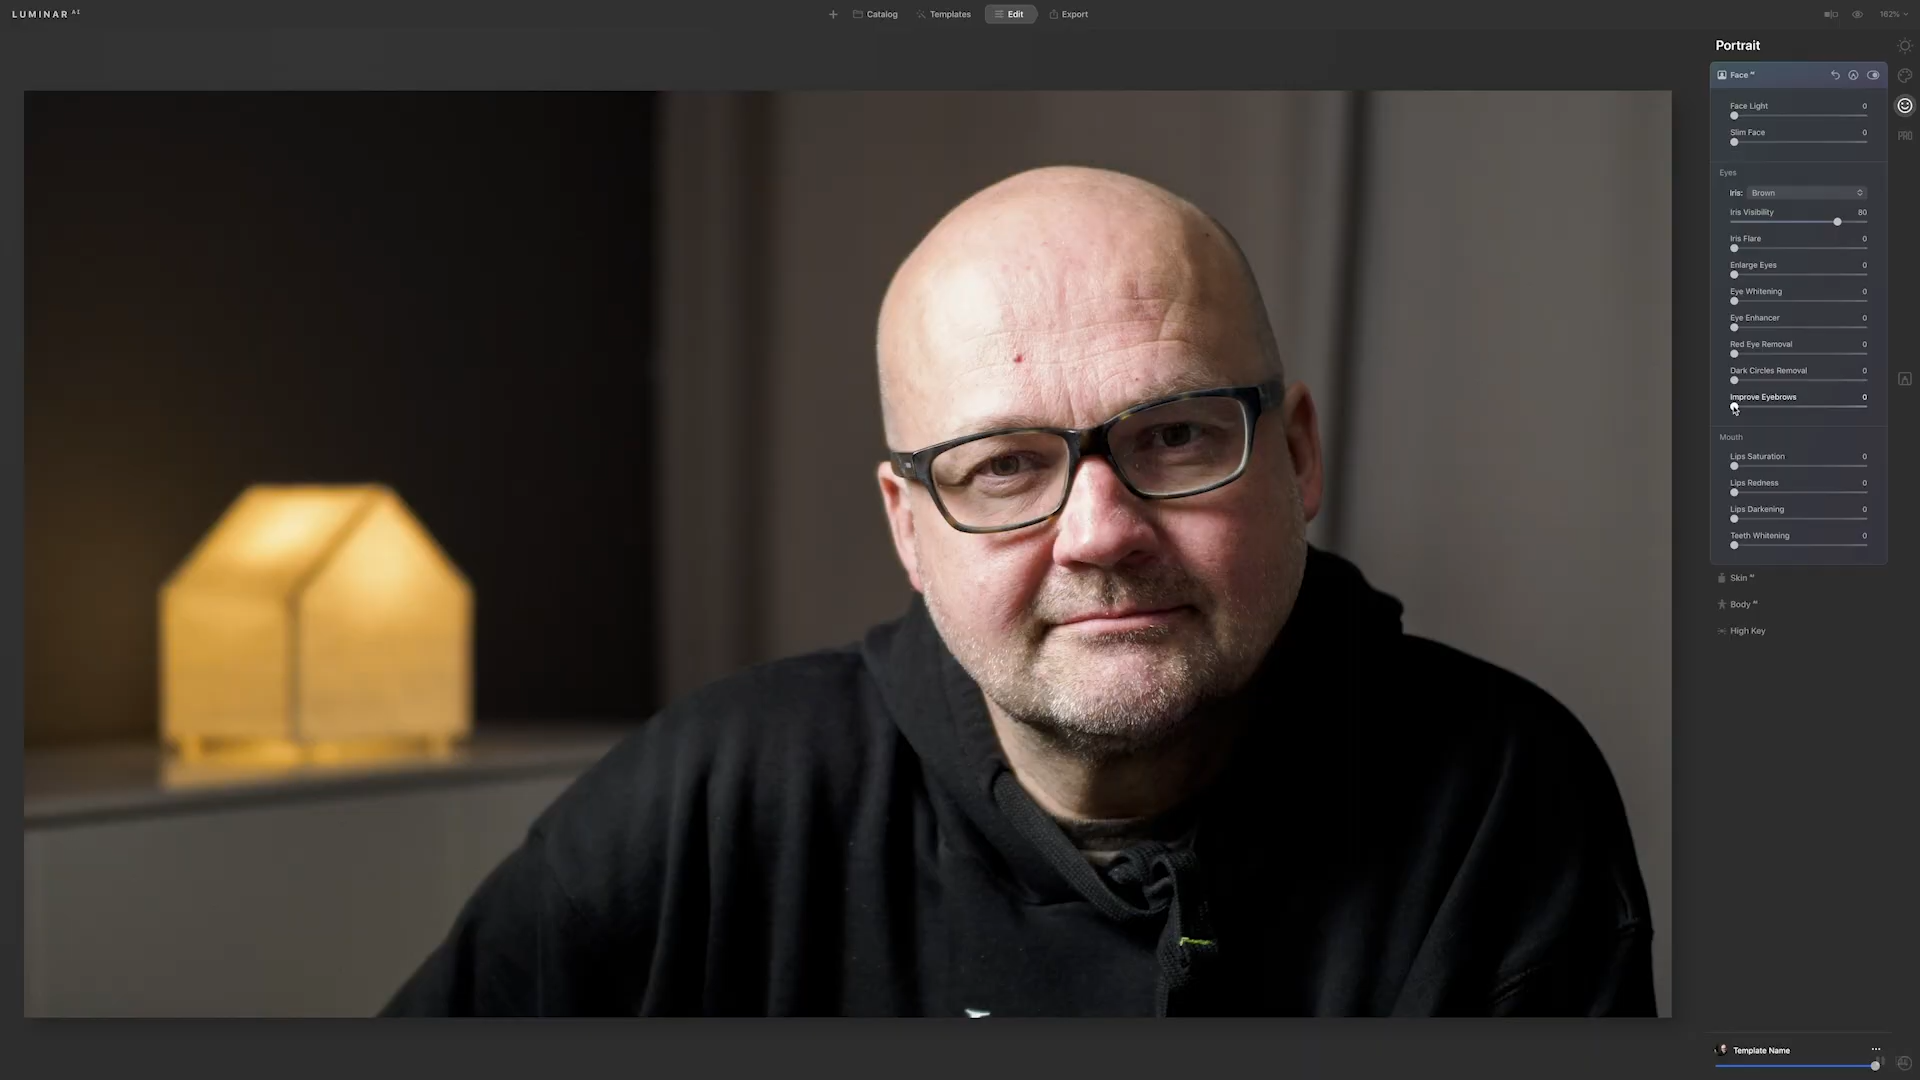 LUMINAR AI
+ Catalog Templates Edit Export
162%
Portrait
Face AI
Face Light 0
Slim Face 0
Eyes
Iris: Brown
Iris Visibility 80
Iris Flare 0
Enlarge Eyes 0
Eye Whitening 0
Eye Enhancer 0
Red Eye Removal 0
Dark Circles Removal 0
Improve Eyebrows 0
Mouth
Lips Saturation 0
Lips Redness 0
Lips Darkening 0
Teeth Whitening 0
Skin AI
Body AI
High Key
PRO
Template Name